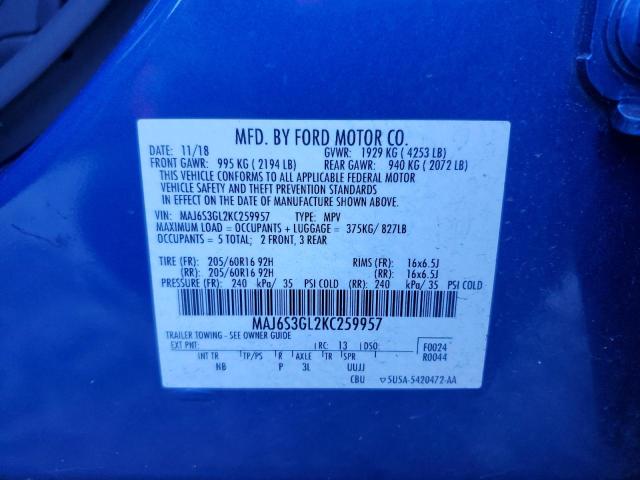 MFD. BY FORD MOTOR CO.
DATE: 11/18 GVWR: 1929 KG ( 4253 LB)
FRONT GAWR: 995 KG ( 2194 LB) REAR GAWR: 940 KG ( 2072 LB)
THIS VEHICLE CONFORMS TO ALL APPLICABLE FEDERAL MOTOR
VEHICLE SAFETY AND THEFT PREVENTION STANDARDS
IN EFFECT ON THE DATE OF MANUFACTURE SHOWN ABOVE.
VIN: MAJ6S3GL2KC259957 TYPE: MPV
MAXIMUM LOAD = OCCUPANTS + LUGGAGE = 375KG/ 827LB
OCCUPANTS = 5 TOTAL; 2 FRONT, 3 REAR
TIRE (FR): 205/60R16 92H RIMS (FR): 16x6.5J
(RR): 205/60R16 92H (RR): 16x6.5J
PRESSURE (FR): 240 kPa/ 35 PSI COLD (RR): 240 kPa/ 35 PSI COLD
MAJ6S3GL2KC259957
TRAILER TOWING - SEE OWNER GUIDE
EXT PNT: RC: 13 DSO: F0024
INT TR TP/PS R AXLE TR SPR R0044
NB P 3L UUJJ
CBU ▽5U5A-5420472-AA